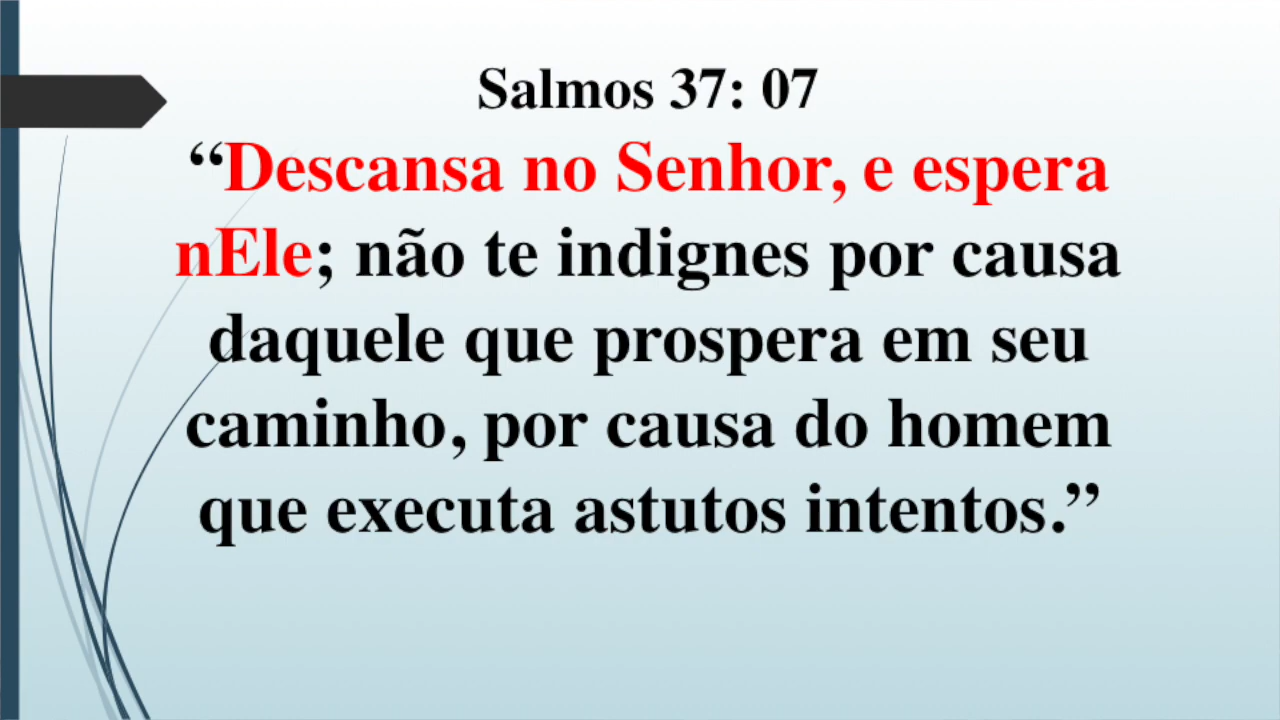 Salmos 37: 07
“Descansa no Senhor, e espera
nEle; não te indignes por causa
daquele que prospera em seu
caminho, por causa do homem
que executa astutos intentos.”